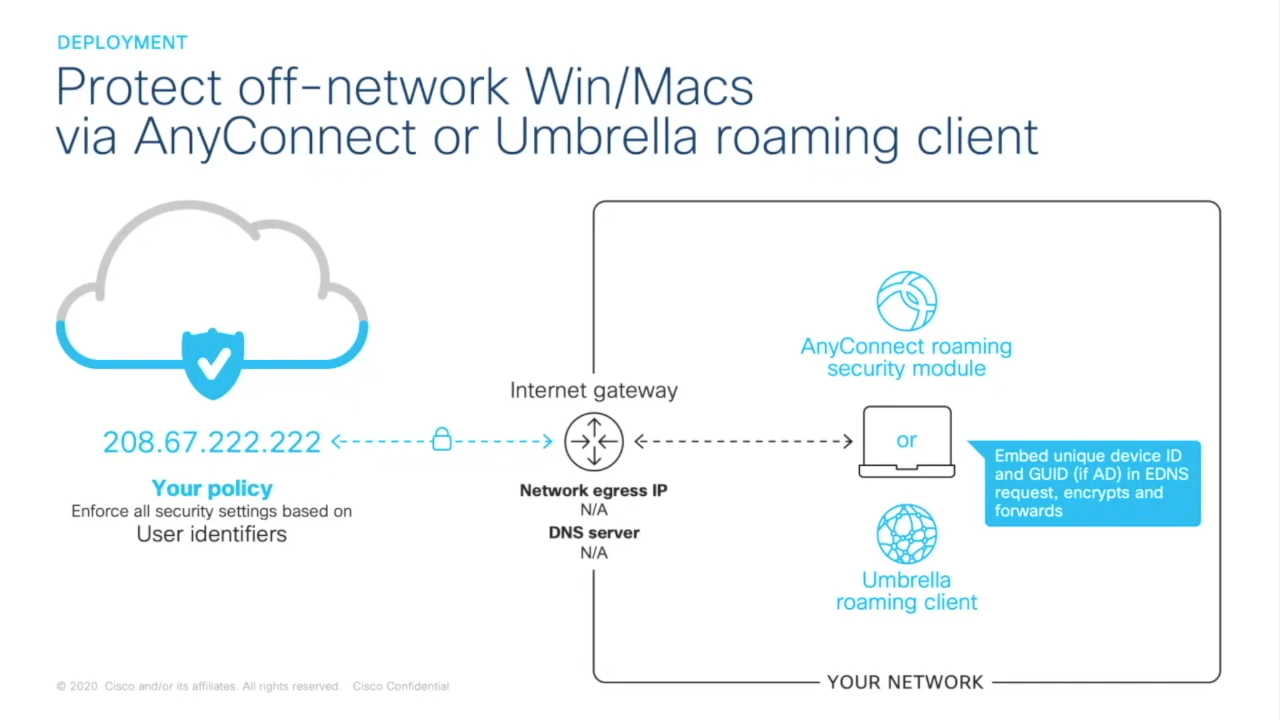 DEPLOYMENT
Protect off-network Win/Macs
via AnyConnect or Umbrella roaming client
AnyConnect roaming
security module
Internet gateway
208.67.222.222
or
Embed unique device ID
and GUID (if AD) in EDNS
request, encrypts and
forwards
Your policy
Enforce all security settings based on
User identifiers
Network egress IP
N/A
DNS server
N/A
Umbrella
roaming client
YOUR NETWORK
© 2020 Cisco and/or its affiliates. All rights reserved. Cisco Confidential